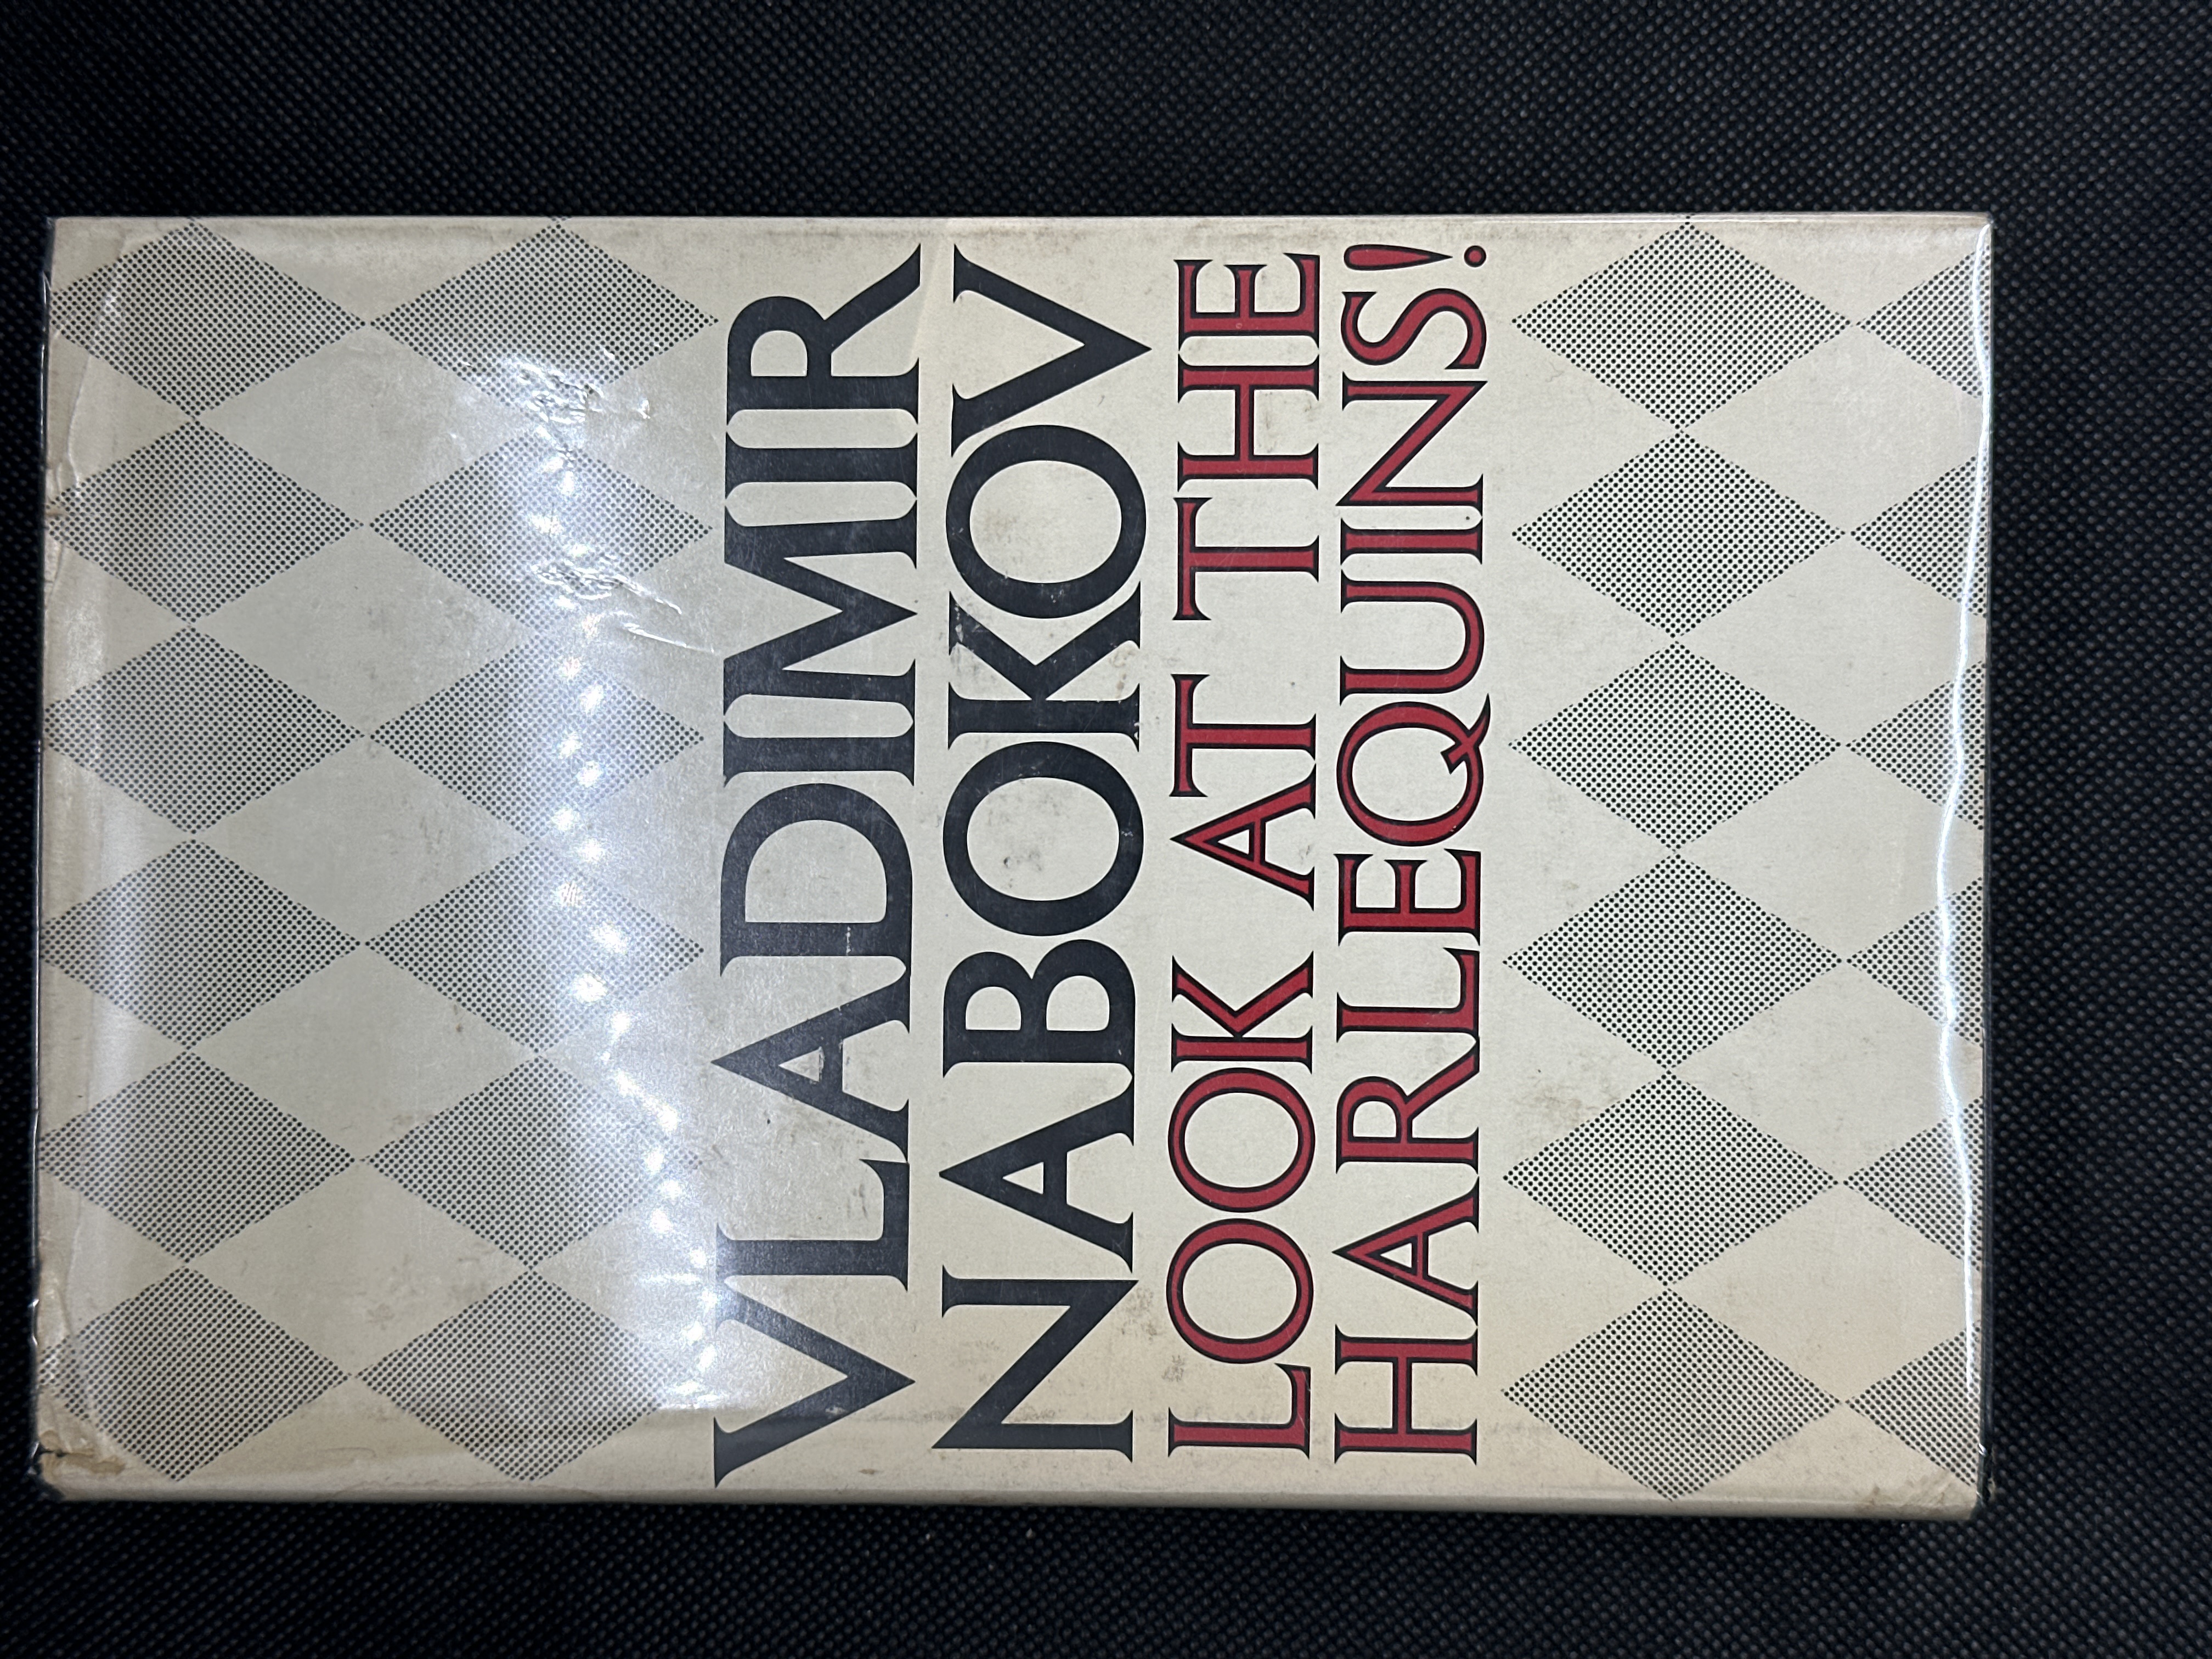 VLADIMIR
NABOKOV
LOOK AT THE
HARLEQUINS!